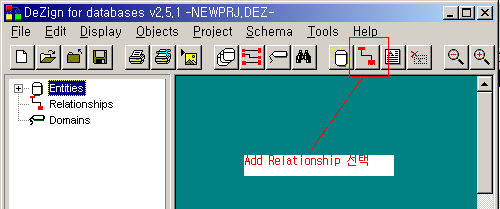 DeZign for databases v2.5.1 -NEWPRJ.DEZ-
File Edit Display Objects Project Schema Tools Help
Entities
Relationships
Domains
Add Relationship 선택